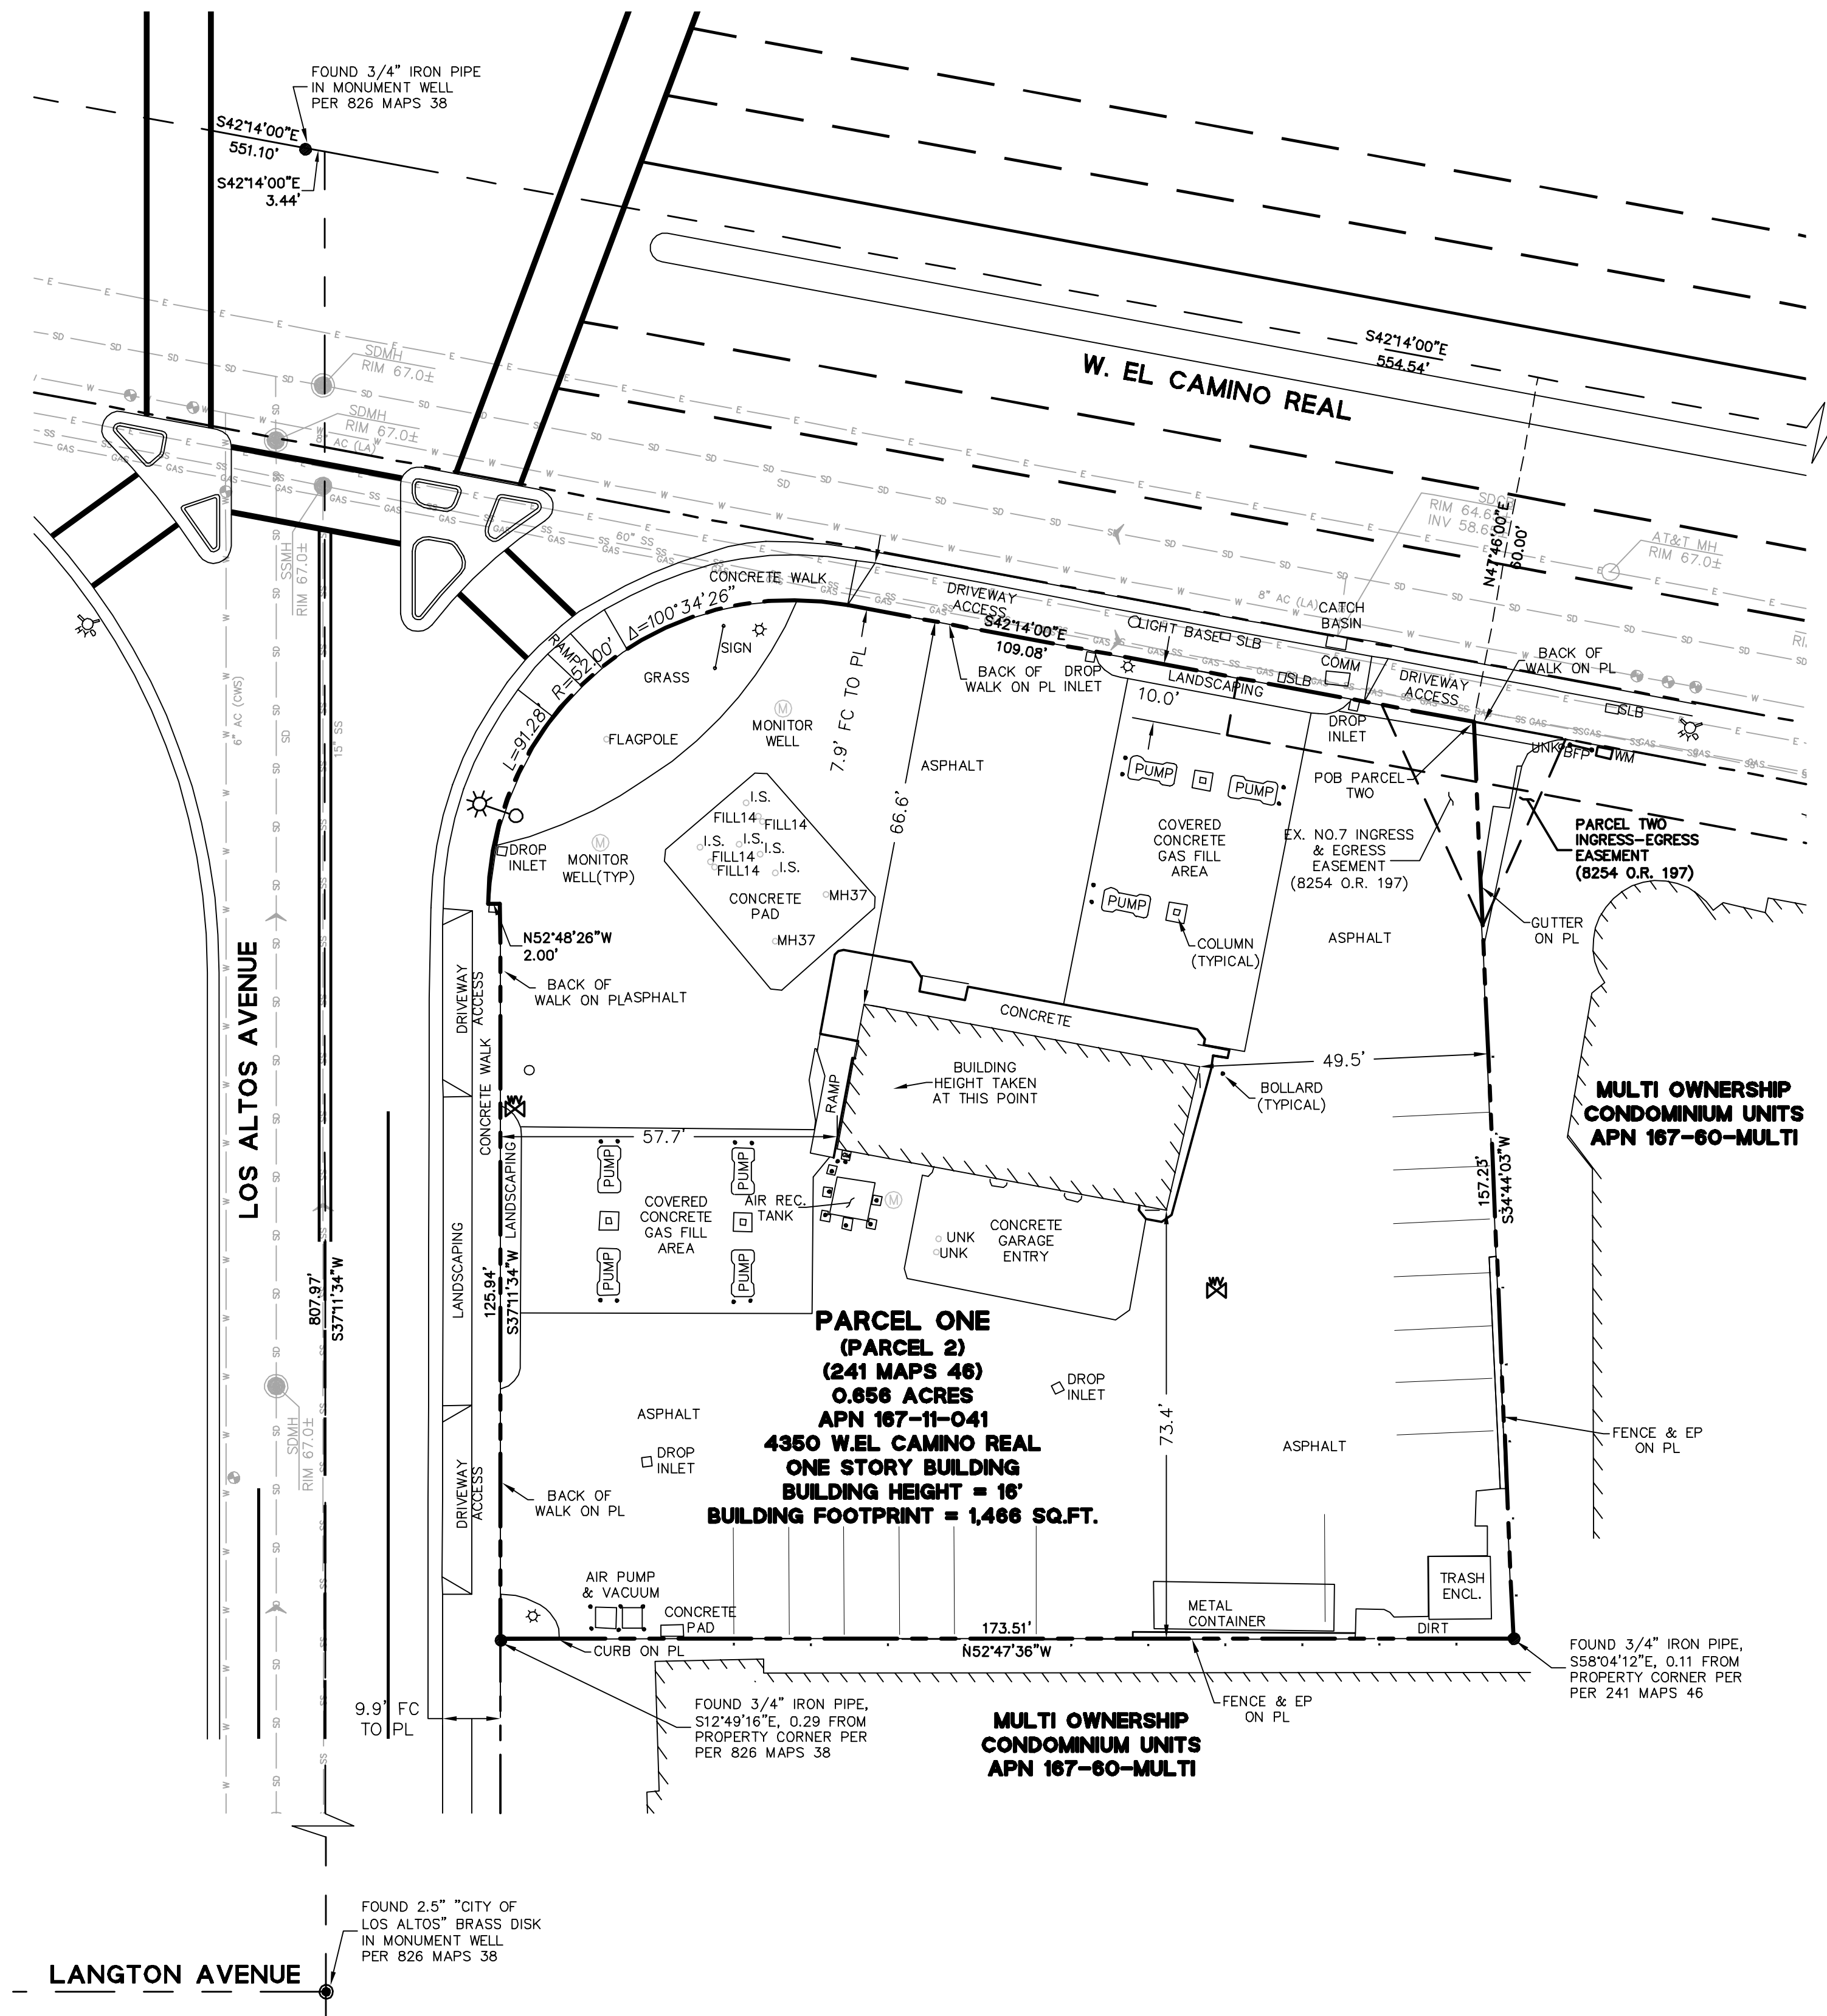 FOUND 3/4" IRON PIPE
IN MONUMENT WELL
PER 826 MAPS 38
S42°14'00"E
551.10'
S42°14'00"E
3.44'
S42°14'00"E
554.54'
W. EL CAMINO REAL
SDMH
RIM 67.0±
SDMH
RIM 67.0±
8" AC (LA)
SSMH
RIM 67.0±
60" SS
SD
AT&T MH
RIM 67.0±
N47°46'00"E
60.00'
8" AC (LA)
CATCH
BASIN
CONCRETE WALK
DRIVEWAY
ACCESS
S42°14'00"E
109.08'
LIGHT BASE
SLB
BACK OF
WALK ON PL
DROP
INLET
LANDSCAPING
SLB
COMM
DRIVEWAY
ACCESS
BACK OF
WALK ON PL
SLB
RAMP
L=91.28'
R=52.00'
Δ=100°34'26"
SIGN
GRASS
FLAGPOLE
MONITOR
WELL
M
7.9' FC TO PL
66.6'
ASPHALT
10.0'
DROP
INLET
POB PARCEL
TWO
UNK
BFP
WM
PUMP
PUMP
COVERED
CONCRETE
GAS FILL
AREA
PUMP
EX. NO.7 INGRESS
& EGRESS
EASEMENT
(8254 O.R. 197)
PARCEL TWO
INGRESS-EGRESS
EASEMENT
(8254 O.R. 197)
GUTTER
ON PL
ASPHALT
COLUMN
(TYPICAL)
6" AC (CWS)
SD
15" SS
DROP
INLET
MONITOR
WELL(TYP)
M
I.S.
FILL14
FILL14
I.S.
I.S.
I.S.
FILL14
FILL14
I.S.
CONCRETE
PAD
MH37
MH37
N52°48'26"W
2.00'
BACK OF
WALK ON PL
ASPHALT
LOS ALTOS AVENUE
DRIVEWAY
ACCESS
CONCRETE WALK
CONCRETE
BUILDING
HEIGHT TAKEN
AT THIS POINT
RAMP
49.5'
BOLLARD
(TYPICAL)
MULTI OWNERSHIP
CONDOMINIUM UNITS
APN 167-60-MULTI
157.23'
S34°44'03"W
57.7'
WV
LANDSCAPING
LANDSCAPING
PUMP
PUMP
COVERED
CONCRETE
GAS FILL
AREA
PUMP
PUMP
AIR REC.
TANK
M
UNK
UNK
CONCRETE
GARAGE
ENTRY
WV
807.97'
S37°11'34"W
125.94'
S37°11'34"W
PARCEL ONE
(PARCEL 2)
(241 MAPS 46)
0.656 ACRES
APN 167-11-041
4350 W.EL CAMINO REAL
ONE STORY BUILDING
BUILDING HEIGHT = 16'
BUILDING FOOTPRINT = 1,466 SQ.FT.
DROP
INLET
73.4'
ASPHALT
DROP
INLET
ASPHALT
FENCE & EP
ON PL
SDMH
RIM 67.0±
DRIVEWAY
ACCESS
BACK OF
WALK ON PL
AIR PUMP
& VACUUM
CONCRETE
PAD
METAL
CONTAINER
TRASH
ENCL.
DIRT
173.51'
N52°47'36"W
CURB ON PL
9.9' FC
TO PL
FOUND 3/4" IRON PIPE,
S12°49'16"E, 0.29 FROM
PROPERTY CORNER PER
PER 826 MAPS 38
FENCE & EP
ON PL
MULTI OWNERSHIP
CONDOMINIUM UNITS
APN 167-60-MULTI
FOUND 3/4" IRON PIPE,
S58°04'12"E, 0.11 FROM
PROPERTY CORNER PER
PER 241 MAPS 46
FOUND 2.5" "CITY OF
LOS ALTOS" BRASS DISK
IN MONUMENT WELL
PER 826 MAPS 38
LANGTON AVENUE